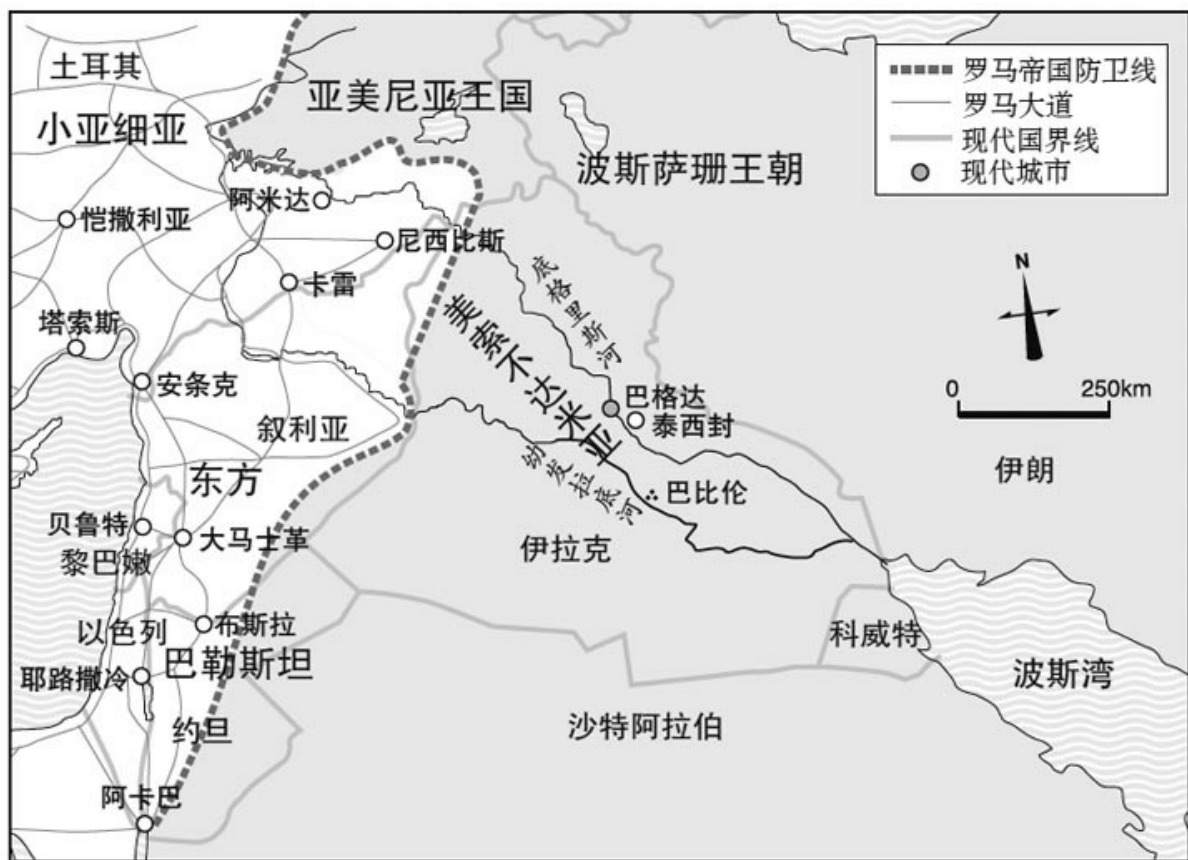 土耳其
小亚细亚
亚美尼亚王国
波斯萨珊王朝
罗马帝国防卫线
罗马大道
现代国界线
现代城市
阿米达
恺撒利亚
尼西比斯
卡雷
底格里斯河
N
塔索斯
美索不达米亚
安条克
0 250km
巴格达
泰西封
叙利亚
伊朗
东方
幼发拉底河
巴比伦
贝鲁特
大马士革
黎巴嫩
伊拉克
以色列
布斯拉
科威特
巴勒斯坦
耶路撒冷
波斯湾
约旦
沙特阿拉伯
阿卡巴